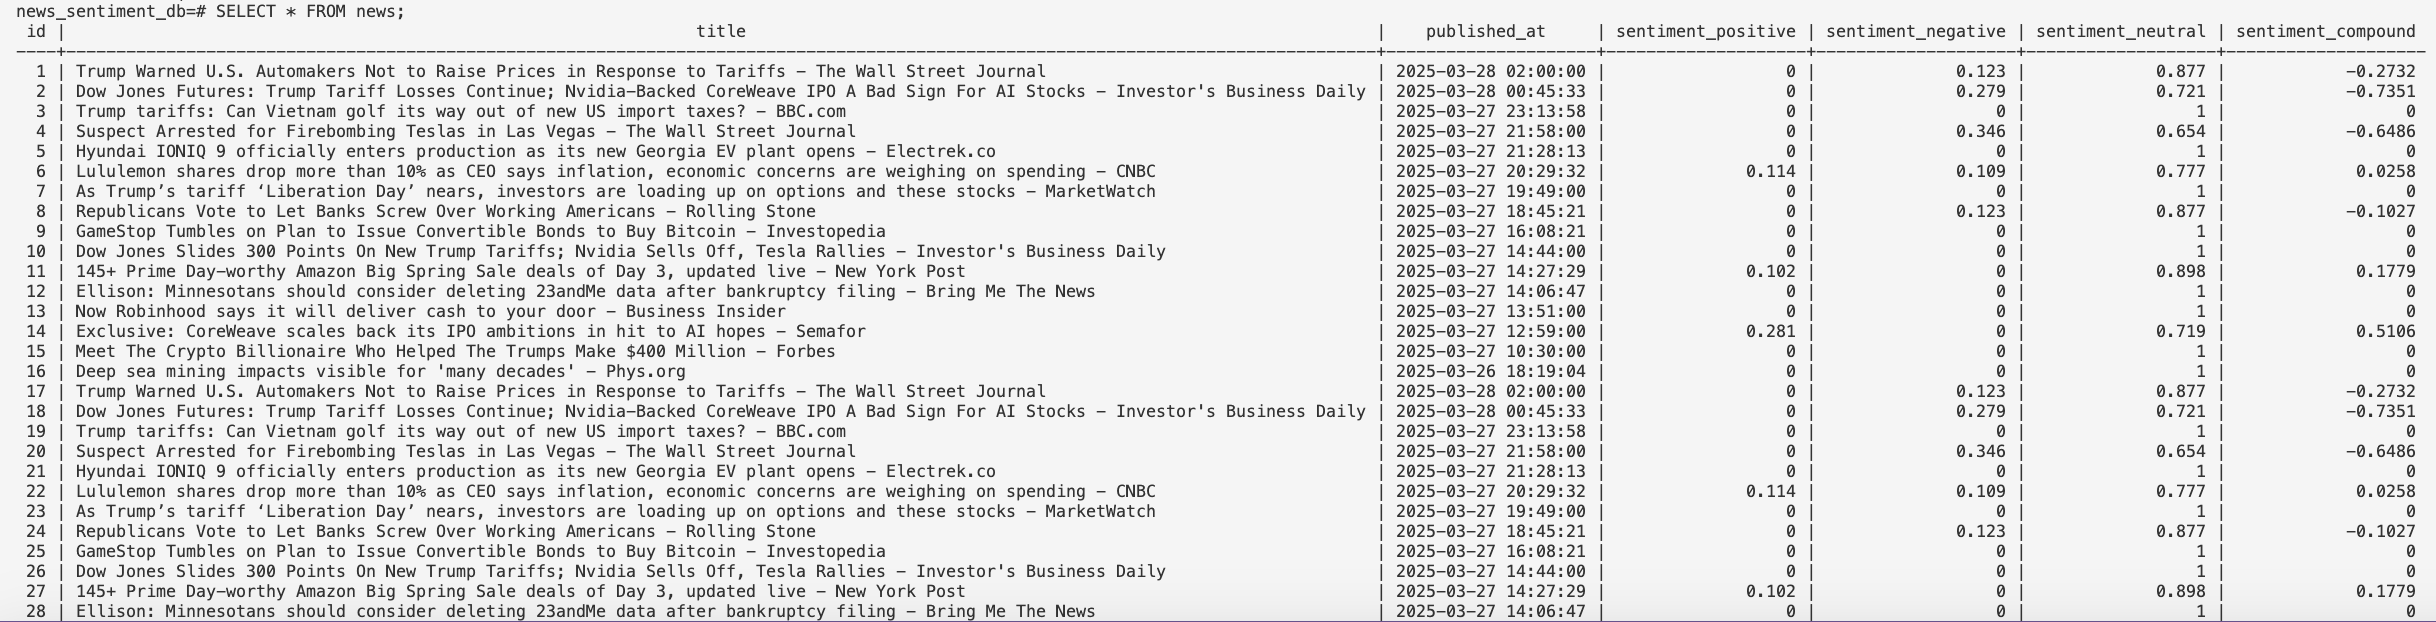 news_sentiment_db=# SELECT * FROM news;
id | title | published_at | sentiment_positive | sentiment_negative | sentiment_neutral | sentiment_compound
1 | Trump Warned U.S. Automakers Not to Raise Prices in Response to Tariffs – The Wall Street Journal | 2025-03-28 02:00:00 | 0 | 0.123 | 0.877 | -0.2732
2 | Dow Jones Futures: Trump Tariff Losses Continue; Nvidia-Backed CoreWeave IPO A Bad Sign For AI Stocks – Investor's Business Daily | 2025-03-28 00:45:33 | 0 | 0.279 | 0.721 | -0.7351
3 | Trump tariffs: Can Vietnam golf its way out of new US import taxes? – BBC.com | 2025-03-27 23:13:58 | 0 | 0 | 1 | 0
4 | Suspect Arrested for Firebombing Teslas in Las Vegas – The Wall Street Journal | 2025-03-27 21:58:00 | 0 | 0.346 | 0.654 | -0.6486
5 | Hyundai IONIQ 9 officially enters production as its new Georgia EV plant opens – Electrek.co | 2025-03-27 21:28:13 | 0 | 0 | 1 | 0
6 | Lululemon shares drop more than 10% as CEO says inflation, economic concerns are weighing on spending – CNBC | 2025-03-27 20:29:32 | 0.114 | 0.109 | 0.777 | 0.0258
7 | As Trump’s tariff ‘Liberation Day’ nears, investors are loading up on options and these stocks – MarketWatch | 2025-03-27 19:49:00 | 0 | 0 | 1 | 0
8 | Republicans Vote to Let Banks Screw Over Working Americans – Rolling Stone | 2025-03-27 18:45:21 | 0 | 0.123 | 0.877 | -0.1027
9 | GameStop Tumbles on Plan to Issue Convertible Bonds to Buy Bitcoin – Investopedia | 2025-03-27 16:08:21 | 0 | 0 | 1 | 0
10 | Dow Jones Slides 300 Points On New Trump Tariffs; Nvidia Sells Off, Tesla Rallies – Investor's Business Daily | 2025-03-27 14:44:00 | 0 | 0 | 1 | 0
11 | 145+ Prime Day-worthy Amazon Big Spring Sale deals of Day 3, updated live – New York Post | 2025-03-27 14:27:29 | 0.102 | 0 | 0.898 | 0.1779
12 | Ellison: Minnesotans should consider deleting 23andMe data after bankruptcy filing – Bring Me The News | 2025-03-27 14:06:47 | 0 | 0 | 1 | 0
13 | Now Robinhood says it will deliver cash to your door – Business Insider | 2025-03-27 13:51:00 | 0 | 0 | 1 | 0
14 | Exclusive: CoreWeave scales back its IPO ambitions in hit to AI hopes – Semafor | 2025-03-27 12:59:00 | 0.281 | 0 | 0.719 | 0.5106
15 | Meet The Crypto Billionaire Who Helped The Trumps Make $400 Million – Forbes | 2025-03-27 10:30:00 | 0 | 0 | 1 | 0
16 | Deep sea mining impacts visible for 'many decades' – Phys.org | 2025-03-26 18:19:04 | 0 | 0 | 1 | 0
17 | Trump Warned U.S. Automakers Not to Raise Prices in Response to Tariffs – The Wall Street Journal | 2025-03-28 02:00:00 | 0 | 0.123 | 0.877 | -0.2732
18 | Dow Jones Futures: Trump Tariff Losses Continue; Nvidia-Backed CoreWeave IPO A Bad Sign For AI Stocks – Investor's Business Daily | 2025-03-28 00:45:33 | 0 | 0.279 | 0.721 | -0.7351
19 | Trump tariffs: Can Vietnam golf its way out of new US import taxes? – BBC.com | 2025-03-27 23:13:58 | 0 | 0 | 1 | 0
20 | Suspect Arrested for Firebombing Teslas in Las Vegas – The Wall Street Journal | 2025-03-27 21:58:00 | 0 | 0.346 | 0.654 | -0.6486
21 | Hyundai IONIQ 9 officially enters production as its new Georgia EV plant opens – Electrek.co | 2025-03-27 21:28:13 | 0 | 0 | 1 | 0
22 | Lululemon shares drop more than 10% as CEO says inflation, economic concerns are weighing on spending – CNBC | 2025-03-27 20:29:32 | 0.114 | 0.109 | 0.777 | 0.0258
23 | As Trump’s tariff ‘Liberation Day’ nears, investors are loading up on options and these stocks – MarketWatch | 2025-03-27 19:49:00 | 0 | 0 | 1 | 0
24 | Republicans Vote to Let Banks Screw Over Working Americans – Rolling Stone | 2025-03-27 18:45:21 | 0 | 0.123 | 0.877 | -0.1027
25 | GameStop Tumbles on Plan to Issue Convertible Bonds to Buy Bitcoin – Investopedia | 2025-03-27 16:08:21 | 0 | 0 | 1 | 0
26 | Dow Jones Slides 300 Points On New Trump Tariffs; Nvidia Sells Off, Tesla Rallies – Investor's Business Daily | 2025-03-27 14:44:00 | 0 | 0 | 1 | 0
27 | 145+ Prime Day-worthy Amazon Big Spring Sale deals of Day 3, updated live – New York Post | 2025-03-27 14:27:29 | 0.102 | 0 | 0.898 | 0.1779
28 | Ellison: Minnesotans should consider deleting 23andMe data after bankruptcy filing – Bring Me The News | 2025-03-27 14:06:47 | 0 | 0 | 1 | 0